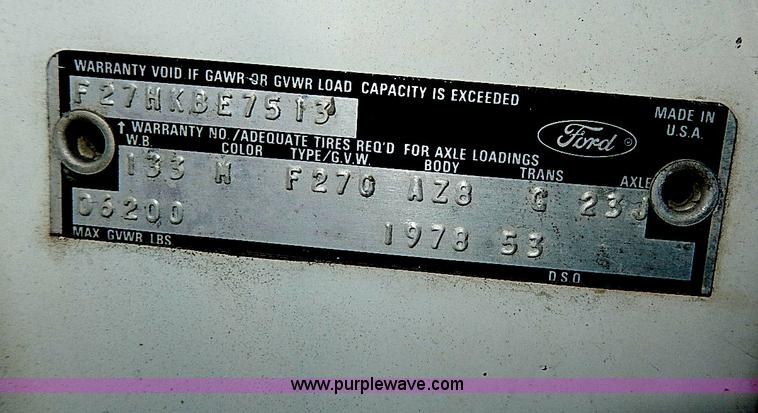 WARRANTY VOID IF GAWR OR GVWR LOAD CAPACITY IS EXCEEDED
F27HKBE7513
MADE IN
U.S.A.
Ford ®
↑ WARRANTY NO./ADEQUATE TIRES REQ'D FOR AXLE LOADINGS
W.B. COLOR TYPE/G.V.W. BODY TRANS AXLE
133 M F270 AZ8 G 23J
06200 1978 53
MAX GVWR LBS D.S.O.
www.purplewave.com